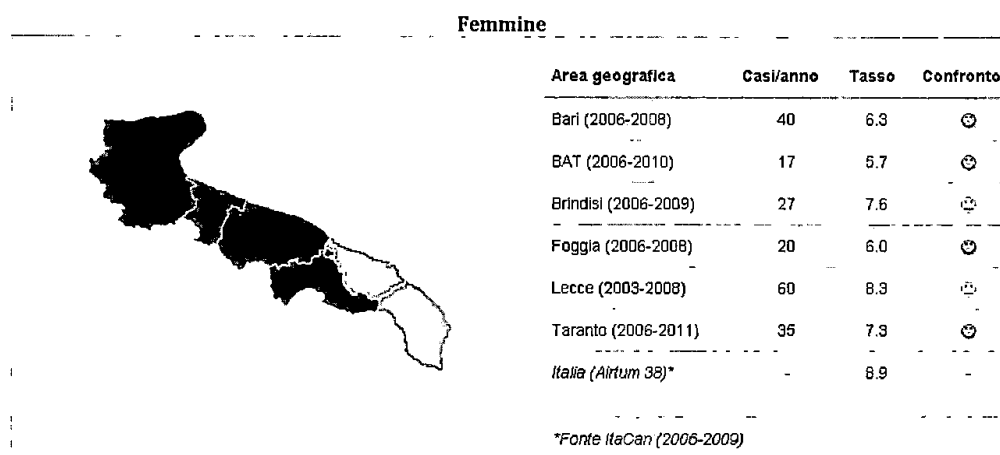 Femmine
Area geografica Casi/anno Tasso Confronto
Bari (2006-2008) 40 6.3
BAT (2006-2010) 17 5.7
Brindisi (2006-2009) 27 7.6
Foggia (2006-2008) 20 6.0
Lecce (2003-2008) 60 8.3
Taranto (2006-2011) 35 7.3
Italia (Airtum 38)* - 8.9 -
*Fonte ItaCan (2006-2009)